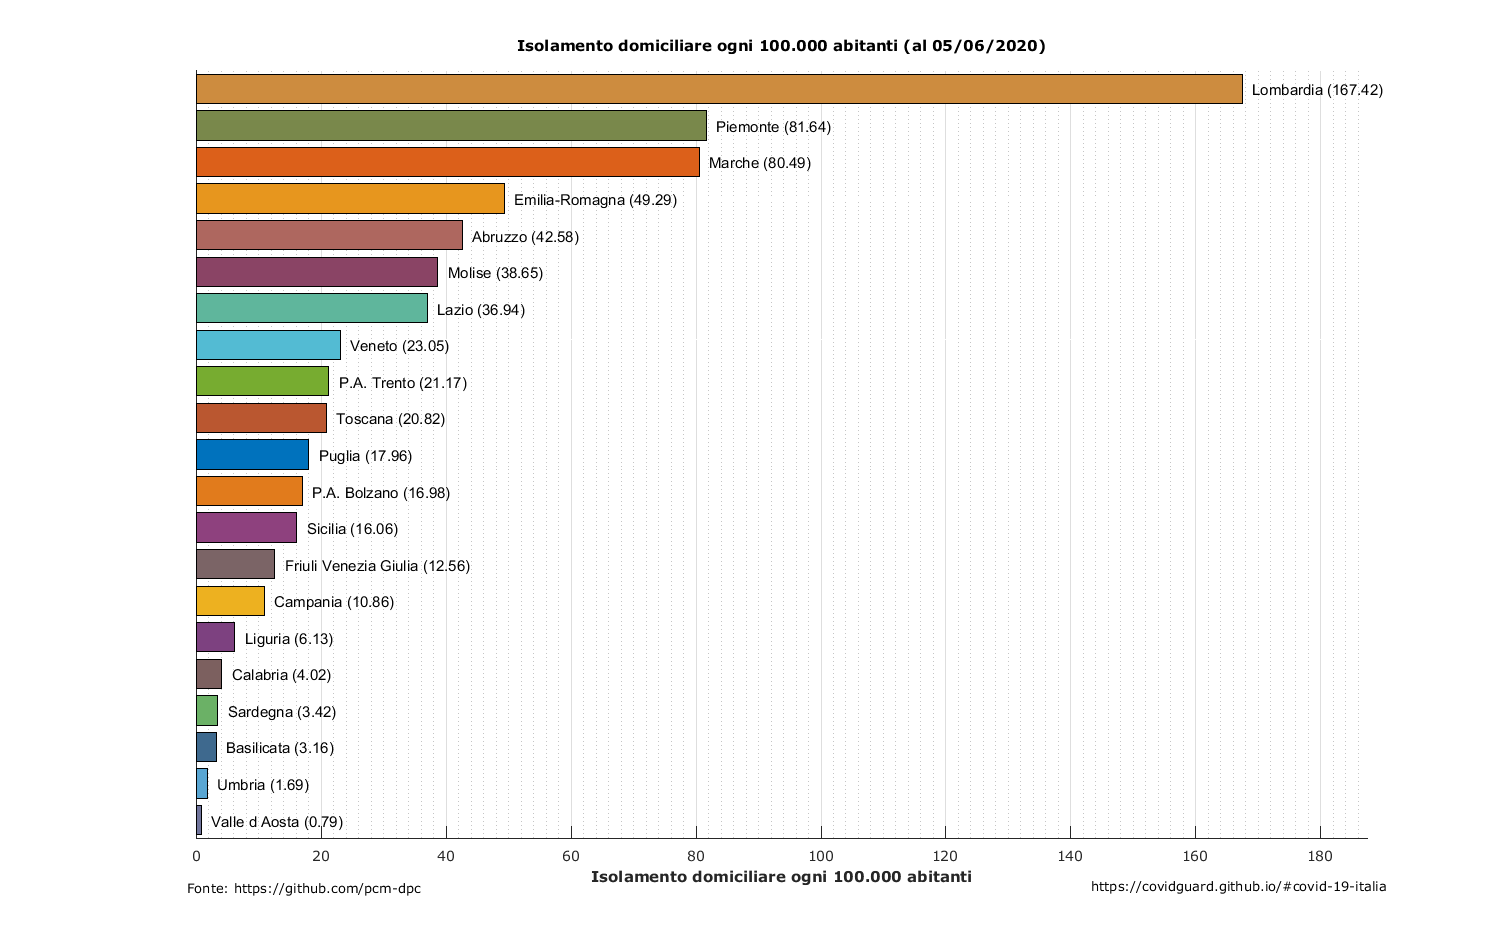 Isolamento domiciliare ogni 100.000 abitanti (al 05/06/2020)
Lombardia (167.42)
Piemonte (81.64)
Marche (80.49)
Emilia-Romagna (49.29)
Abruzzo (42.58)
Molise (38.65)
Lazio (36.94)
Veneto (23.05)
P.A. Trento (21.17)
Toscana (20.82)
Puglia (17.96)
P.A. Bolzano (16.98)
Sicilia (16.06)
Friuli Venezia Giulia (12.56)
Campania (10.86)
Liguria (6.13)
Calabria (4.02)
Sardegna (3.42)
Basilicata (3.16)
Umbria (1.69)
Valle d Aosta (0.79)
0 20 40 60 80 100 120 140 160 180
Isolamento domiciliare ogni 100.000 abitanti
Fonte: https://github.com/pcm-dpc
https://covidguard.github.io/#covid-19-italia